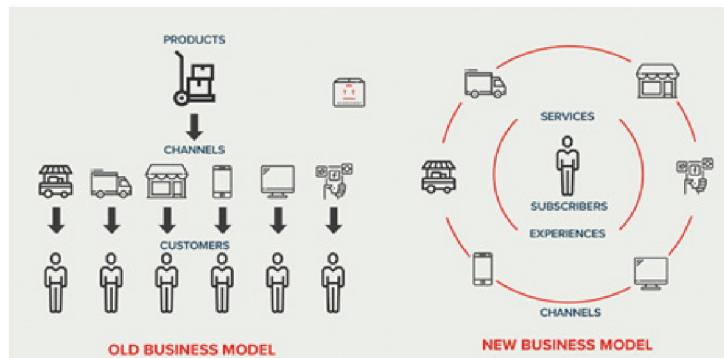 PRODUCTS
CHANNELS
CUSTOMERS
OLD BUSINESS MODEL
SERVICES
SUBSCRIBERS
EXPERIENCES
CHANNELS
NEW BUSINESS MODEL